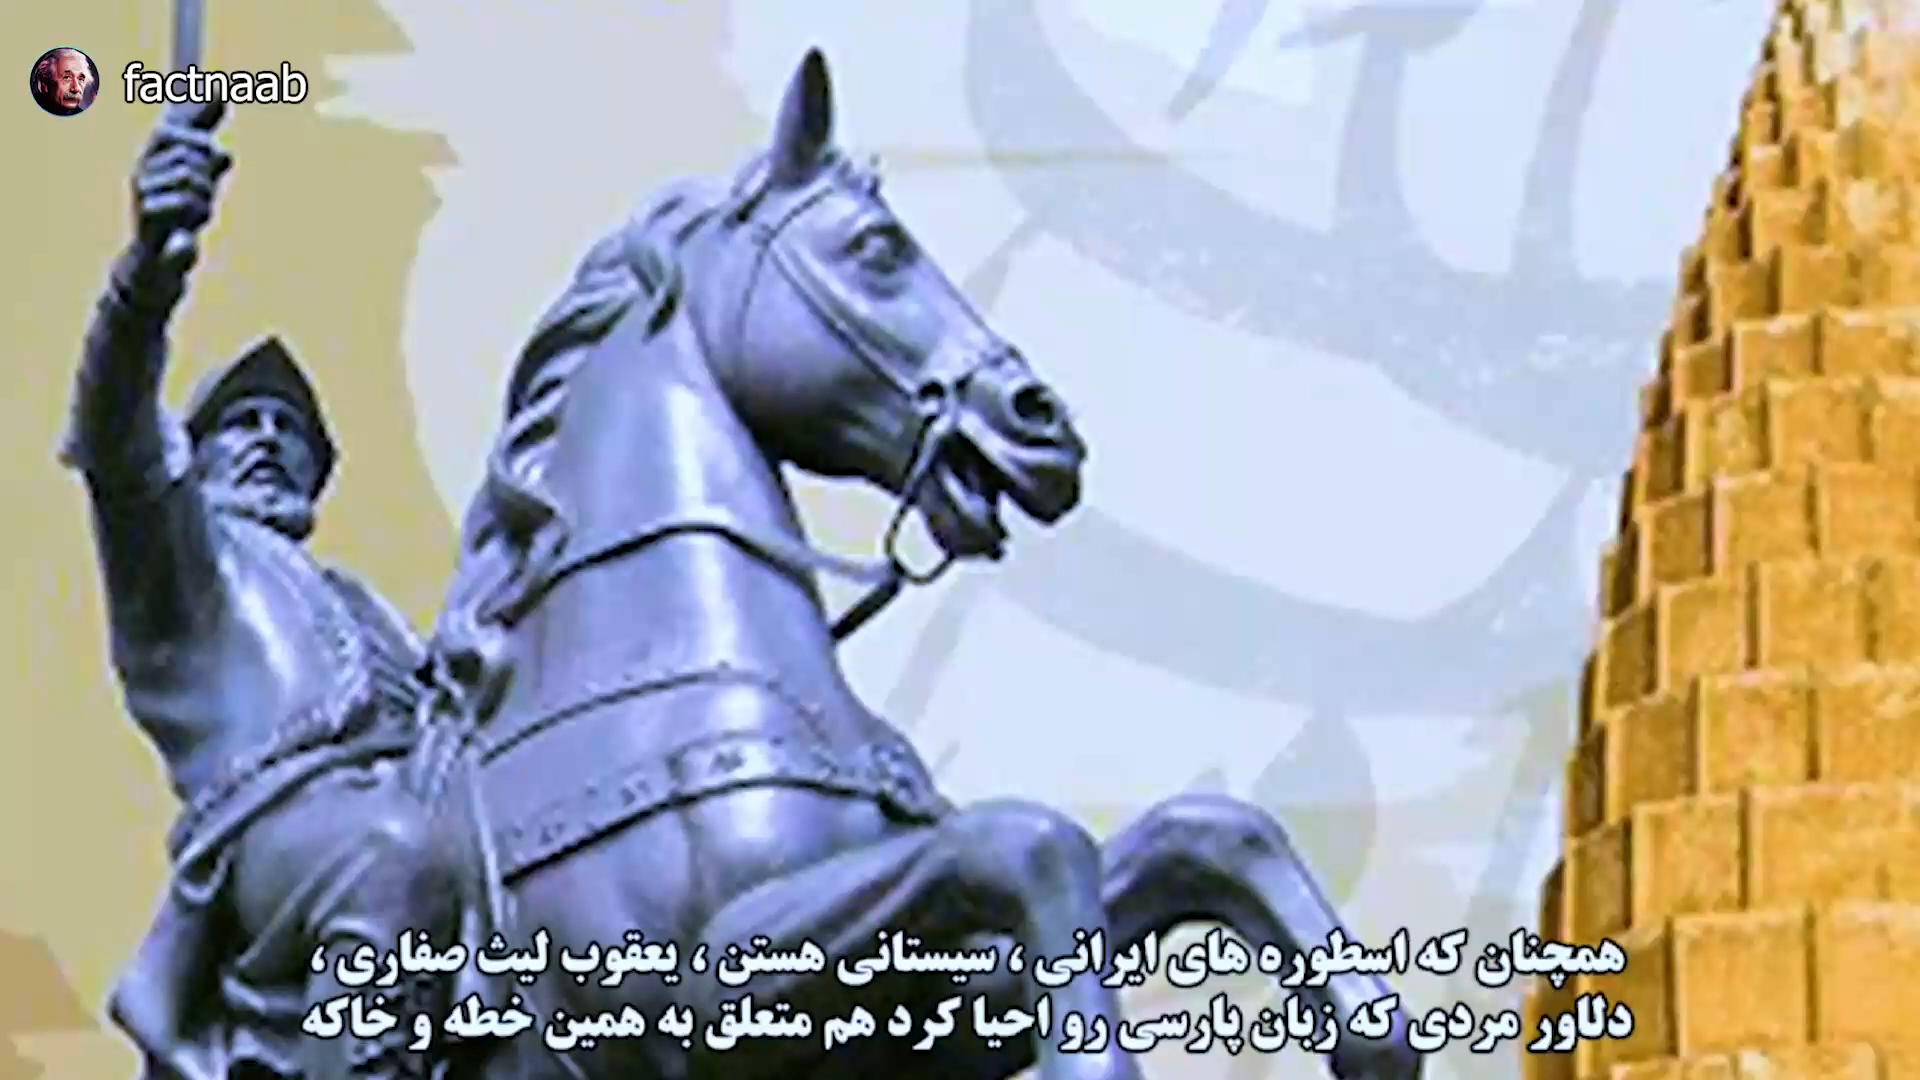 factnaab
همچنان که اسطوره های ایرانی ، سیستانی هستن ، یعقوب لیث صفاری ،
دلاور مردی که زبان پارسی رو احیا کرد هم متعلق به همین خطه و خاکه